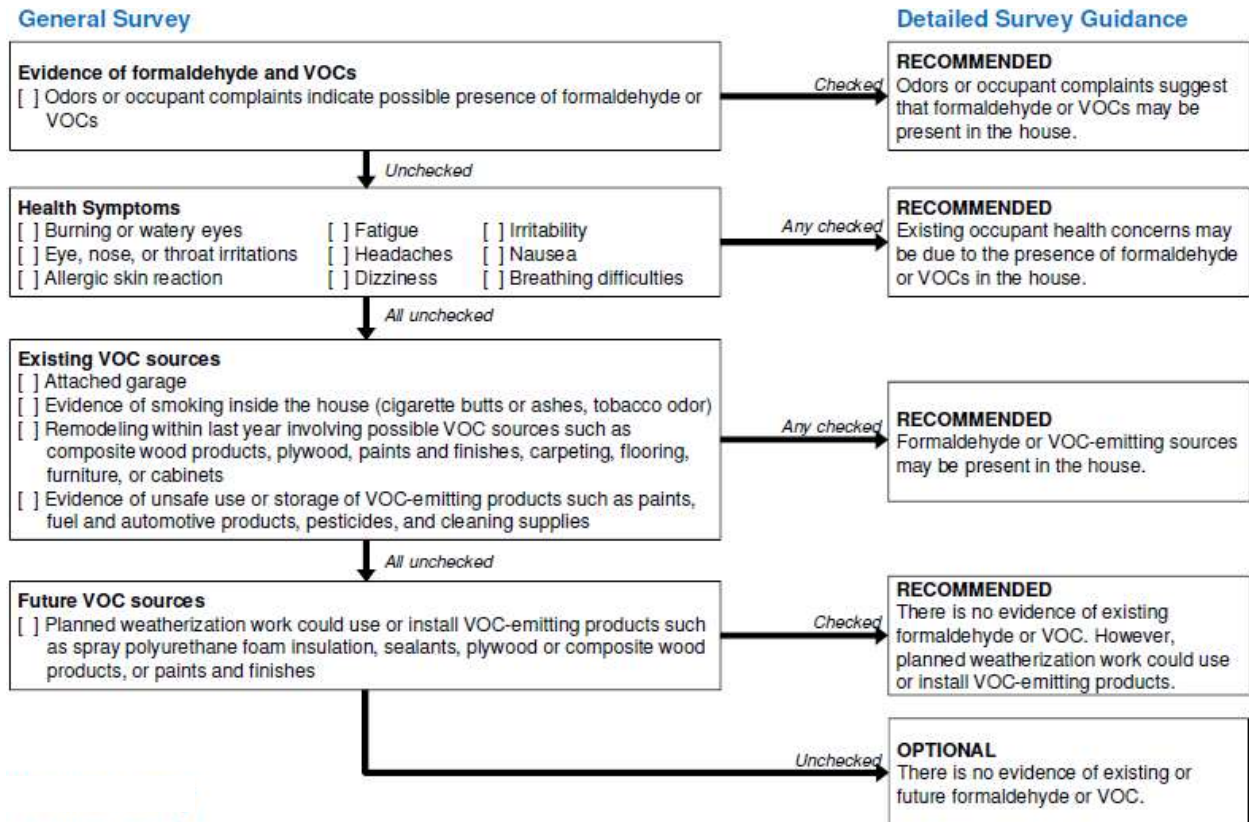 General Survey
Detailed Survey Guidance
Evidence of formaldehyde and VOCs
[ ] Odors or occupant complaints indicate possible presence of formaldehyde or
VOCs
Checked
RECOMMENDED
Odors or occupant complaints suggest
that formaldehyde or VOCs may be
present in the house.
Unchecked
Health Symptoms
[ ] Burning or watery eyes [ ] Fatigue [ ] Irritability
[ ] Eye, nose, or throat irritations [ ] Headaches [ ] Nausea
[ ] Allergic skin reaction [ ] Dizziness [ ] Breathing difficulties
Any checked
RECOMMENDED
Existing occupant health concerns may
be due to the presence of formaldehyde
or VOCs in the house.
All unchecked
Existing VOC sources
[ ] Attached garage
[ ] Evidence of smoking inside the house (cigarette butts or ashes, tobacco odor)
[ ] Remodeling within last year involving possible VOC sources such as
composite wood products, plywood, paints and finishes, carpeting, flooring,
furniture, or cabinets
[ ] Evidence of unsafe use or storage of VOC-emitting products such as paints,
fuel and automotive products, pesticides, and cleaning supplies
Any checked
RECOMMENDED
Formaldehyde or VOC-emitting sources
may be present in the house.
All unchecked
Future VOC sources
[ ] Planned weatherization work could use or install VOC-emitting products such
as spray polyurethane foam insulation, sealants, plywood or composite wood
products, or paints and finishes
Checked
RECOMMENDED
There is no evidence of existing
formaldehyde or VOC. However,
planned weatherization work could use
or install VOC-emitting products.
Unchecked
OPTIONAL
There is no evidence of existing or
future formaldehyde or VOC.